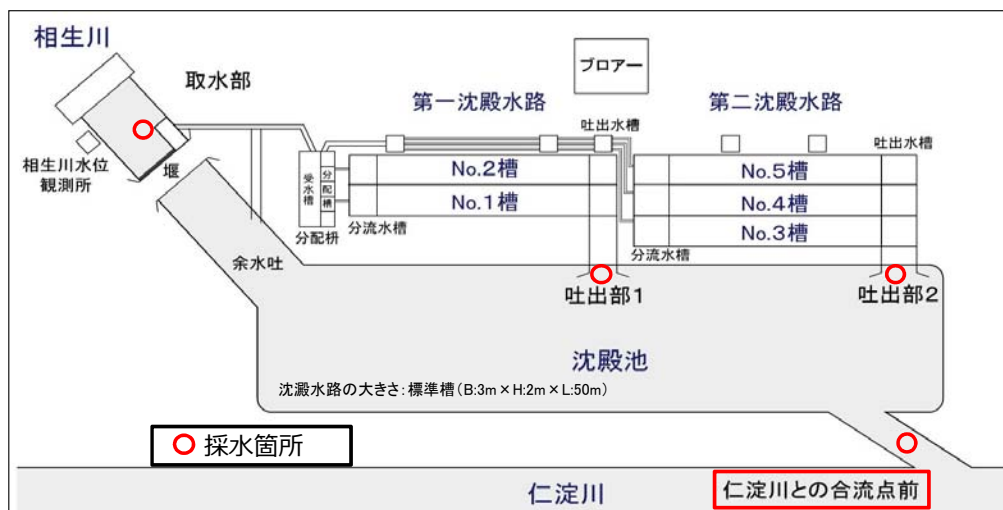 相生川
取水部
ブロアー
第一沈殿水路
第二沈殿水路
吐出水槽
吐出水槽
相生川水位
観測所
堰
受水槽
分配槽
No.2槽
No.1槽
No.5槽
No.4槽
No.3槽
分配枡
分流水槽
分流水槽
余水吐
吐出部1
吐出部2
沈殿池
沈澱水路の大きさ:標準槽(B:3m×H:2m×L:50m)
採水箇所
仁淀川
仁淀川との合流点前